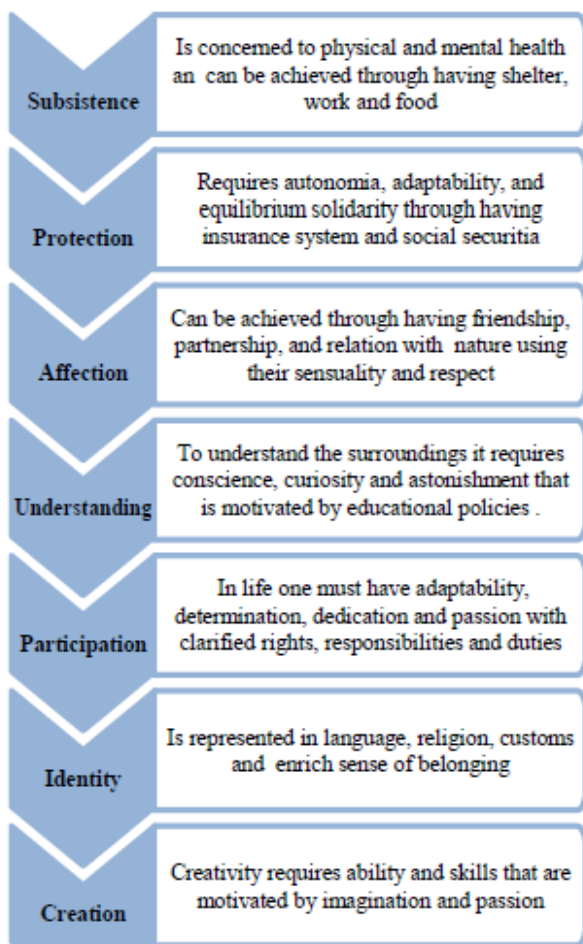 Subsistence
Is concerned to physical and mental health
an can be achieved through having shelter,
work and food
Protection
Requires autonomia, adaptability, and
equilibrium solidarity through having
insurance system and social securitia
Affection
Can be achieved through having friendship,
partnership, and relation with nature using
their sensuality and respect
Understanding
To understand the surroundings it requires
conscience, curiosity and astonishment that
is motivated by educational policies .
Participation
In life one must have adaptability,
determination, dedication and passion with
clarified rights, responsibilities and duties
Identity
Is represented in language, religion, customs
and enrich sense of belonging
Creation
Creativity requires ability and skills that are
motivated by imagination and passion